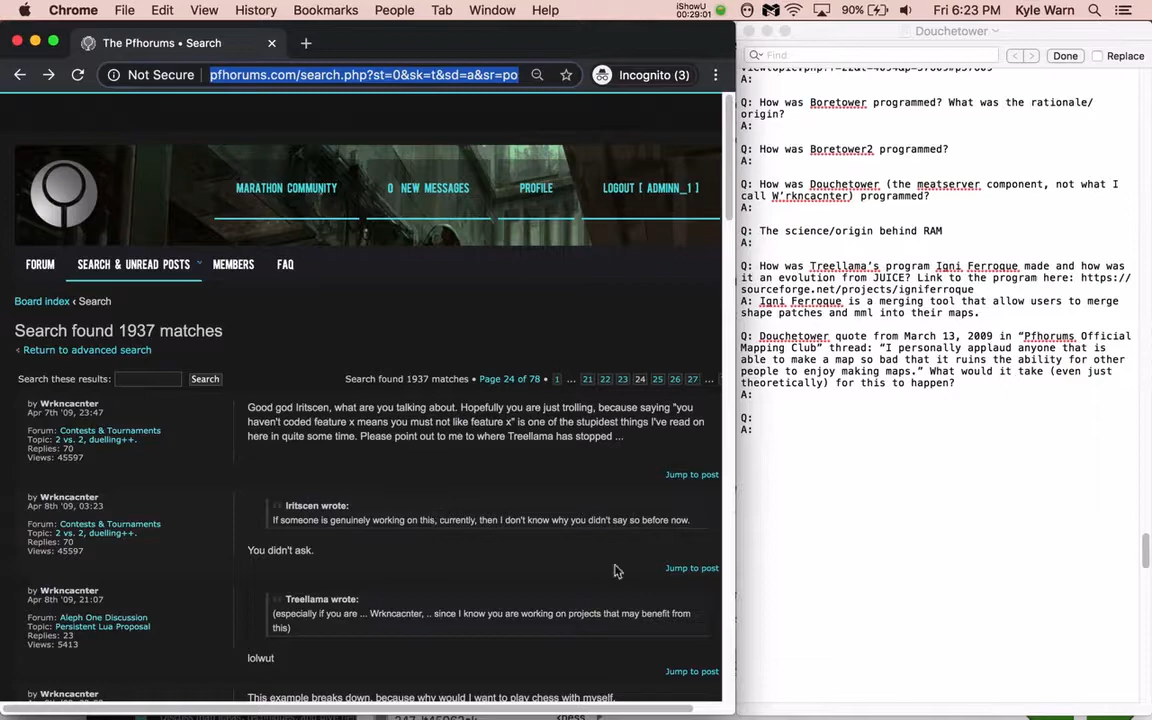 Chrome File Edit View History Bookmarks People Tab Window Help iShowU 00:29:01 90% Fri 6:23 PM Kyle Warn
The Pfhorums • Search
Douchetower
Find Done Replace
Not Secure pfhorums.com/search.php?st=0&sk=t&sd=a&sr=po Incognito (3)
A:
Q: How was Boretower programmed? What was the rationale/
origin?
A:
Q: How was Boretower2 programmed?
A:
Q: How was Douchetower (the meatserver component, not what I
call W'rkncacnter) programmed?
A:
Q: The science/origin behind RAM
A:
Q: How was Treellama's program Igni Ferroque made and how was
it an evolution from JUICE? Link to the program here: https://
sourceforge.net/projects/igniferroque
A: Igni Ferroque is a merging tool that allow users to merge
shape patches and mml into their maps.
Q: Douchetower quote from March 13, 2009 in “Pfhorums Official
Mapping Club” thread: “I personally applaud anyone that is
able to make a map so bad that it ruins the ability for other
people to enjoy making maps.” What would it take (even just
theoretically) for this to happen?
A:
Q:
A:
MARATHON COMMUNITY 0 NEW MESSAGES PROFILE LOGOUT [ ADMINN_1 ]
FORUM SEARCH & UNREAD POSTS MEMBERS FAQ
Board index ‹ Search
Search found 1937 matches
‹ Return to advanced search
Search these results: Search Search found 1937 matches • Page 24 of 78 • 1 ... 21 22 23 24 25 26 27 ...
by Wrkncacnter
Apr 7th '09, 23:47
Forum: Contests & Tournaments
Topic: 2 vs. 2, duelling++.
Replies: 70
Views: 45597
Good god Iritscen, what are you talking about. Hopefully you are just trolling, because saying "you
haven't coded feature x means you must not like feature x" is one of the stupidest things I've read on
here in quite some time. Please point out to me to where Treellama has stopped ...
Jump to post
by Wrkncacnter
Apr 8th '09, 03:23
Forum: Contests & Tournaments
Topic: 2 vs. 2, duelling++.
Replies: 70
Views: 45597
Iritscen wrote:
If someone is genuinely working on this, currently, then I don't know why you didn't say so before now.
You didn't ask.
Jump to post
by Wrkncacnter
Apr 8th '09, 21:07
Forum: Aleph One Discussion
Topic: Persistent Lua Proposal
Replies: 23
Views: 5413
Treellama wrote:
(especially if you are ... Wrkncacnter, .. since I know you are working on projects that may benefit from
this)
lolwut
Jump to post
by Wrkncacnter
This example breaks down, because why would I want to play chess with myself.